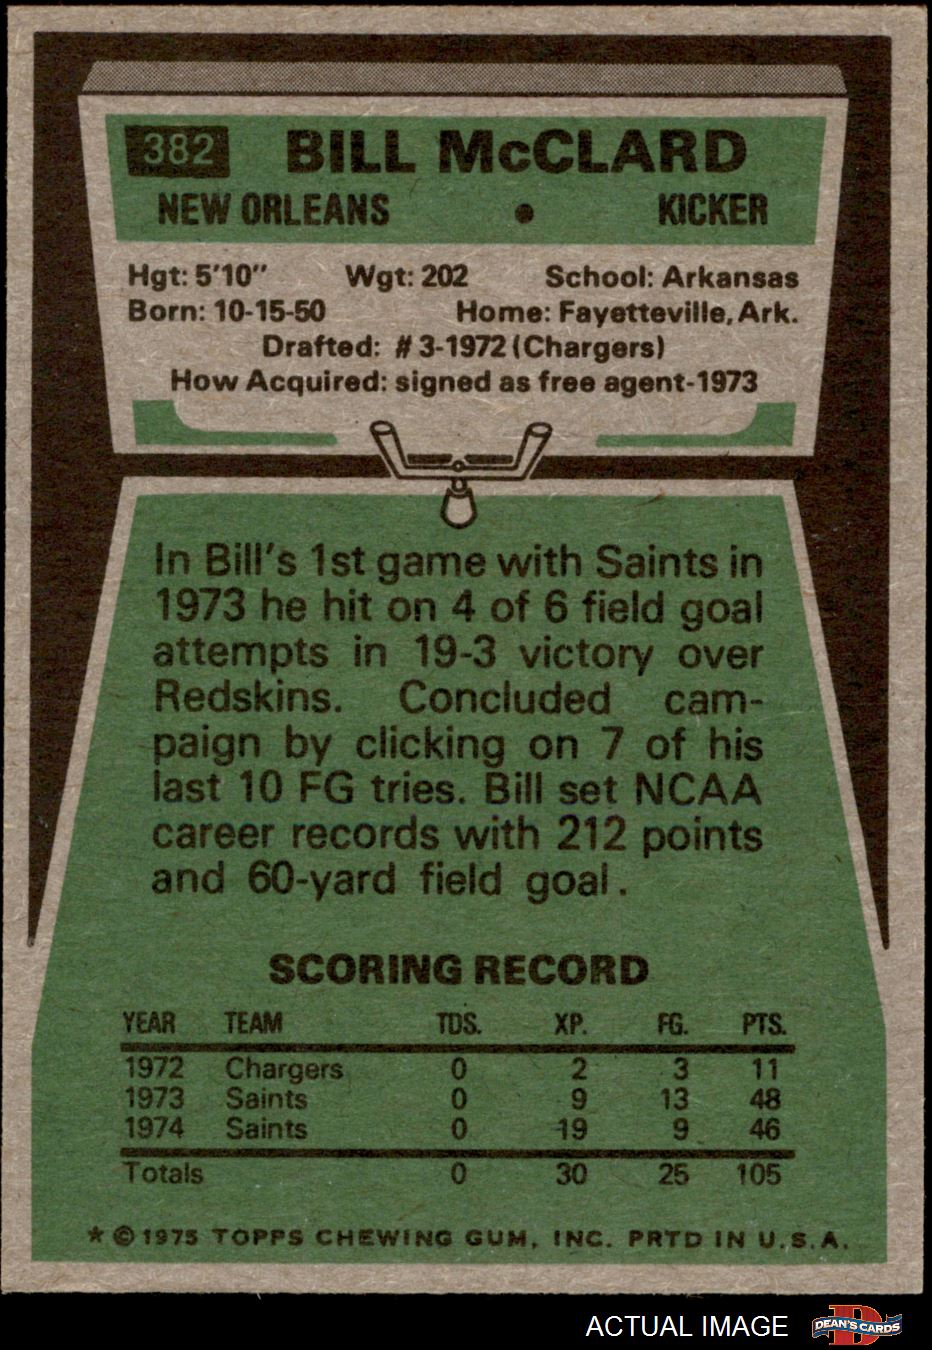 382 BILL McCLARD
NEW ORLEANS • KICKER
Hgt: 5'10" Wgt: 202 School: Arkansas
Born: 10-15-50 Home: Fayetteville, Ark.
Drafted: #3-1972 (Chargers)
How Acquired: signed as free agent-1973
In Bill's 1st game with Saints in
1973 he hit on 4 of 6 field goal
attempts in 19-3 victory over
Redskins. Concluded cam-
paign by clicking on 7 of his
last 10 FG tries. Bill set NCAA
career records with 212 points
and 60-yard field goal.
SCORING RECORD
YEAR TEAM TDS. XP. FG. PTS.
1972 Chargers 0 2 3 11
1973 Saints 0 9 13 48
1974 Saints 0 19 9 46
Totals 0 30 25 105
* © 1975 TOPPS CHEWING GUM, INC. PRTD IN U.S.A.
ACTUAL IMAGE DEAN'S CARDS